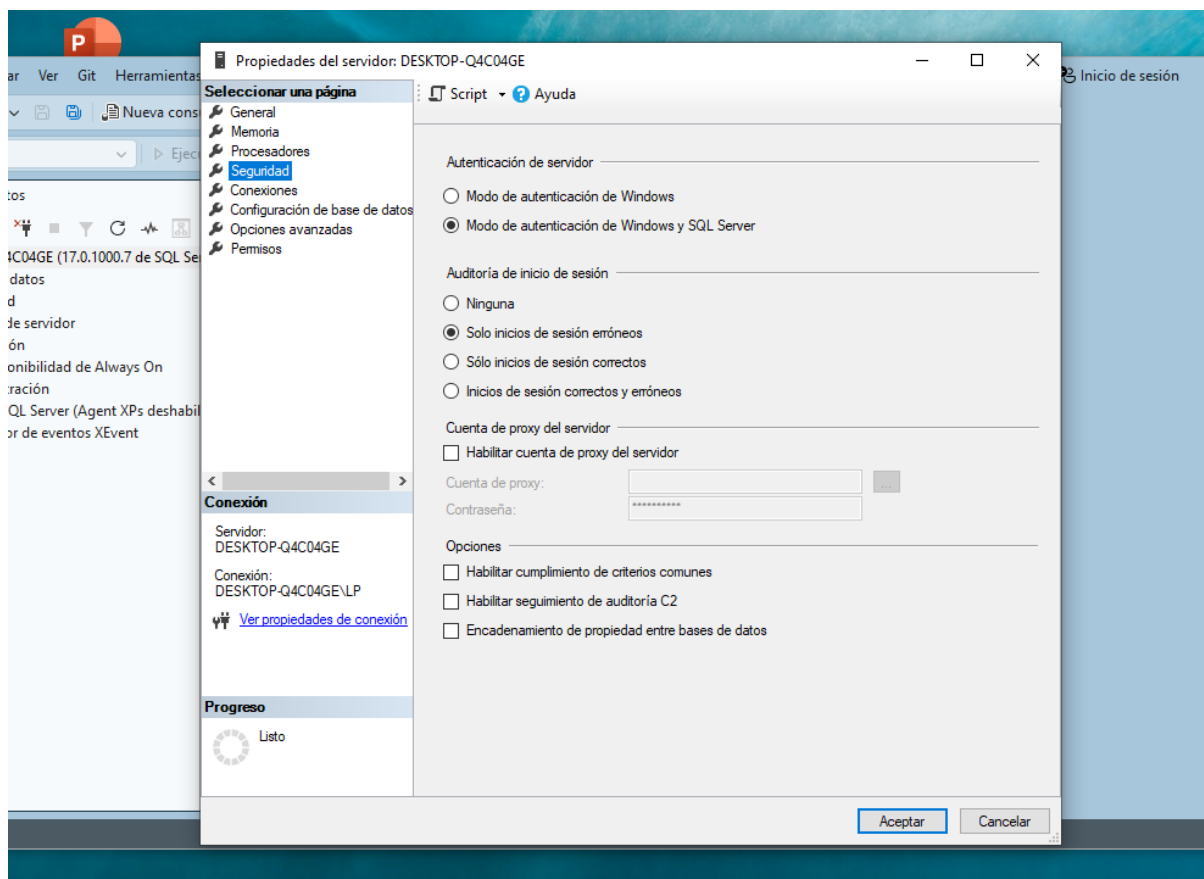 P
Propiedades del servidor: DESKTOP-Q4C04GE
ar Ver Git Herramientas
Inicio de sesión
Nueva cons
Ejec
tos
4C04GE (17.0.1000.7 de SQL Se
datos
d
de servidor
ón
onibilidad de Always On
tración
QL Server (Agent XPs deshabil
or de eventos XEvent
Seleccionar una página
General
Memoria
Procesadores
Seguridad
Conexiones
Configuración de base de datos
Opciones avanzadas
Permisos
Conexión
Servidor:
DESKTOP-Q4C04GE
Conexión:
DESKTOP-Q4C04GE\LP
Ver propiedades de conexión
Progreso
Listo
Script Ayuda
Autenticación de servidor
Modo de autenticación de Windows
Modo de autenticación de Windows y SQL Server
Auditoría de inicio de sesión
Ninguna
Solo inicios de sesión erróneos
Sólo inicios de sesión correctos
Inicios de sesión correctos y erróneos
Cuenta de proxy del servidor
Habilitar cuenta de proxy del servidor
Cuenta de proxy:
...
Contraseña: **********
Opciones
Habilitar cumplimiento de criterios comunes
Habilitar seguimiento de auditoría C2
Encadenamiento de propiedad entre bases de datos
Aceptar Cancelar